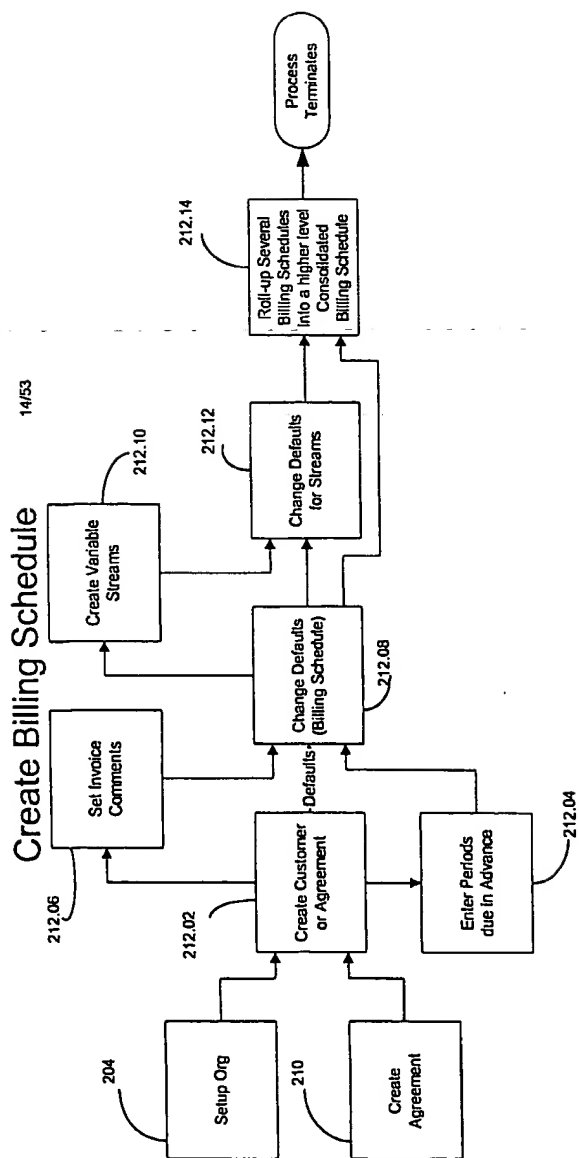 Create Billing Schedule
14/53
204
Setup Org
210
Create
Agreement
212.02
Create Customer
or Agreement
212.06
Set Invoice
Comments
Enter Periods
due in Advance
212.04
Defaults
Change Defaults
(Billing Schedule)
212.08
Create Variable
Streams
212.10
Change Defaults
for Streams
212.12
Roll-up Several
Billing Schedules
Into a higher level
Consolidated
Billing Schedule
212.14
Process
Terminates